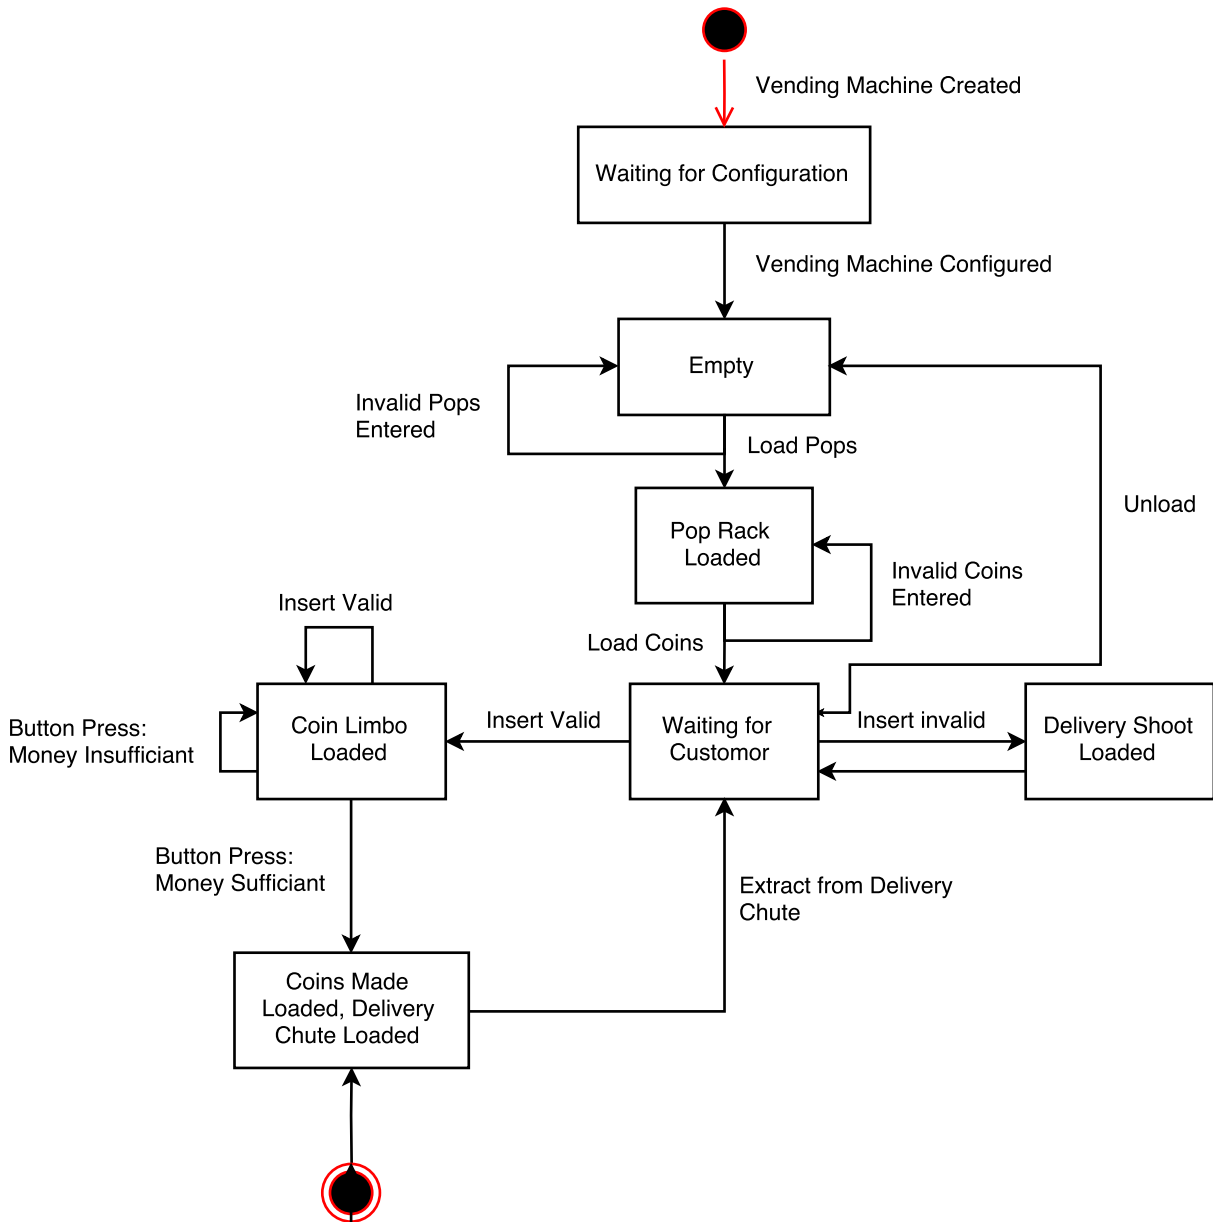 Vending Machine Created
Waiting for Configuration
Vending Machine Configured
Empty
Invalid Pops
Entered
Load Pops
Unload
Pop Rack
Loaded
Invalid Coins
Entered
Insert Valid
Load Coins
Button Press:
Money Insufficiant
Coin Limbo
Loaded
Insert Valid
Waiting for
Customor
Insert invalid
Delivery Shoot
Loaded
Button Press:
Money Sufficiant
Extract from Delivery
Chute
Coins Made
Loaded, Delivery
Chute Loaded